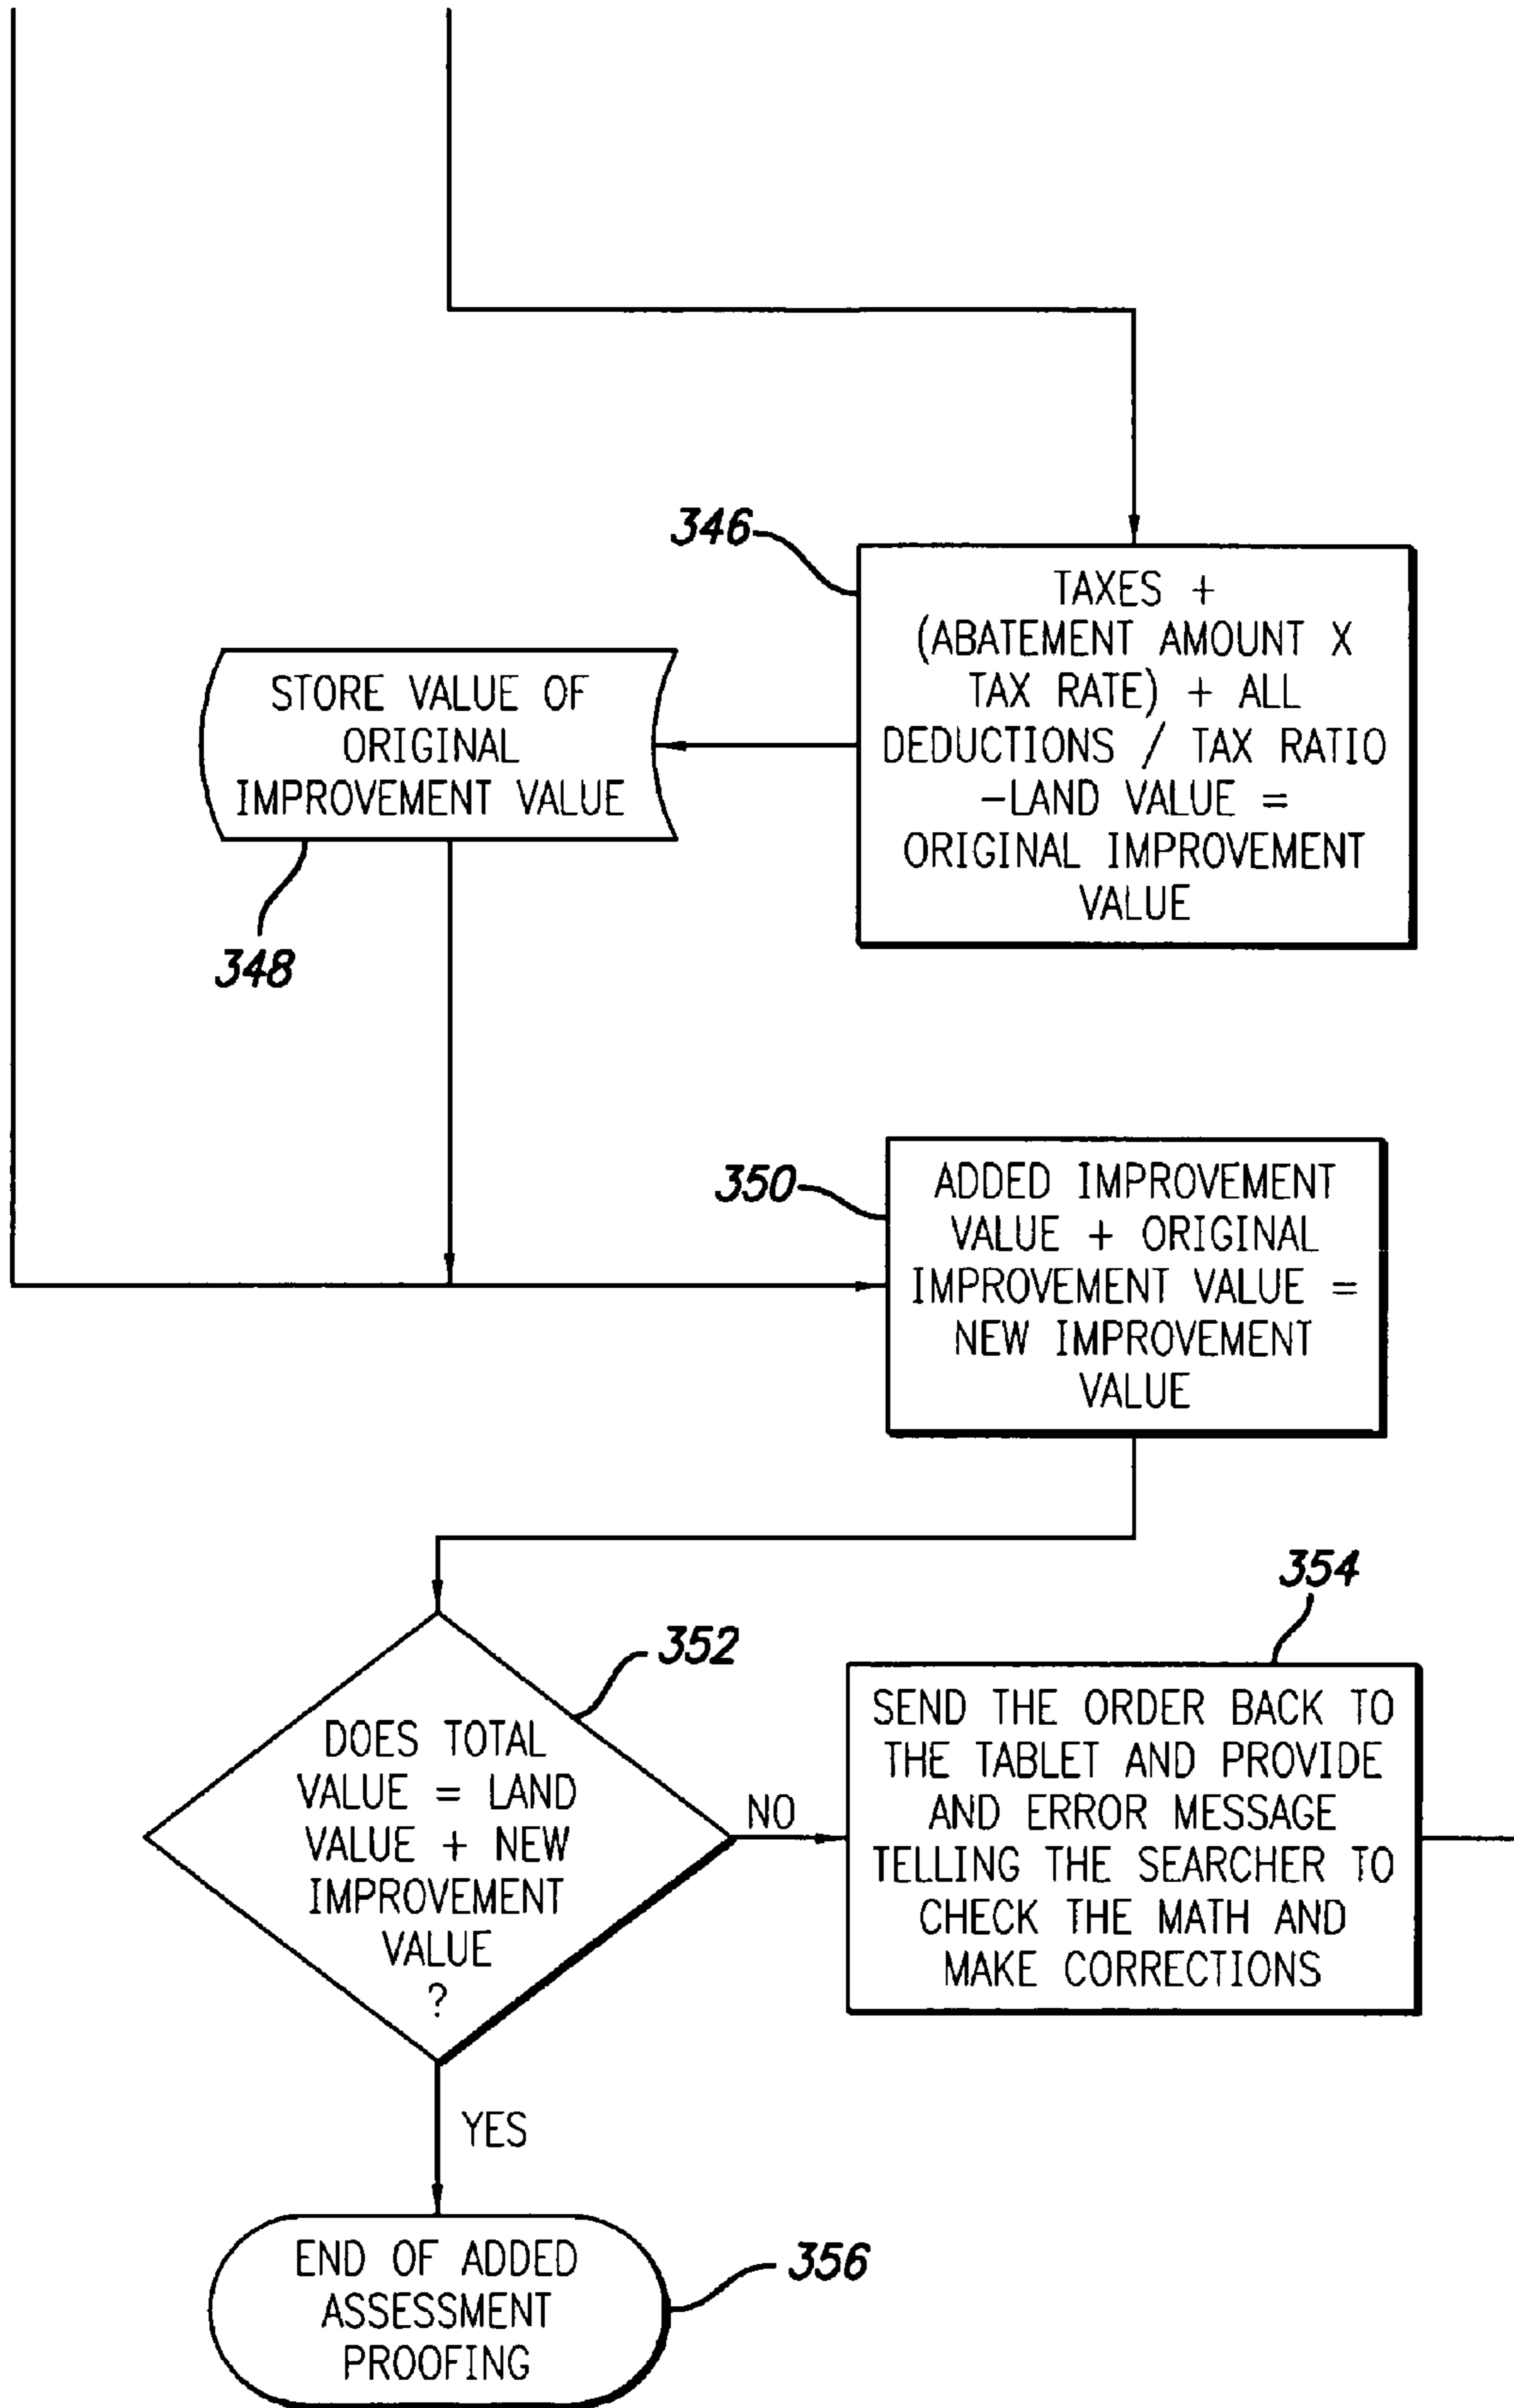 346
TAXES +
(ABATEMENT AMOUNT X
TAX RATE) + ALL
DEDUCTIONS / TAX RATIO
-LAND VALUE =
ORIGINAL IMPROVEMENT
VALUE
STORE VALUE OF
ORIGINAL
IMPROVEMENT VALUE
348
350
ADDED IMPROVEMENT
VALUE + ORIGINAL
IMPROVEMENT VALUE =
NEW IMPROVEMENT
VALUE
352
DOES TOTAL
VALUE = LAND
VALUE + NEW
IMPROVEMENT
VALUE
?
NO
354
SEND THE ORDER BACK TO
THE TABLET AND PROVIDE
AND ERROR MESSAGE
TELLING THE SEARCHER TO
CHECK THE MATH AND
MAKE CORRECTIONS
YES
END OF ADDED
ASSESSMENT
PROOFING
356